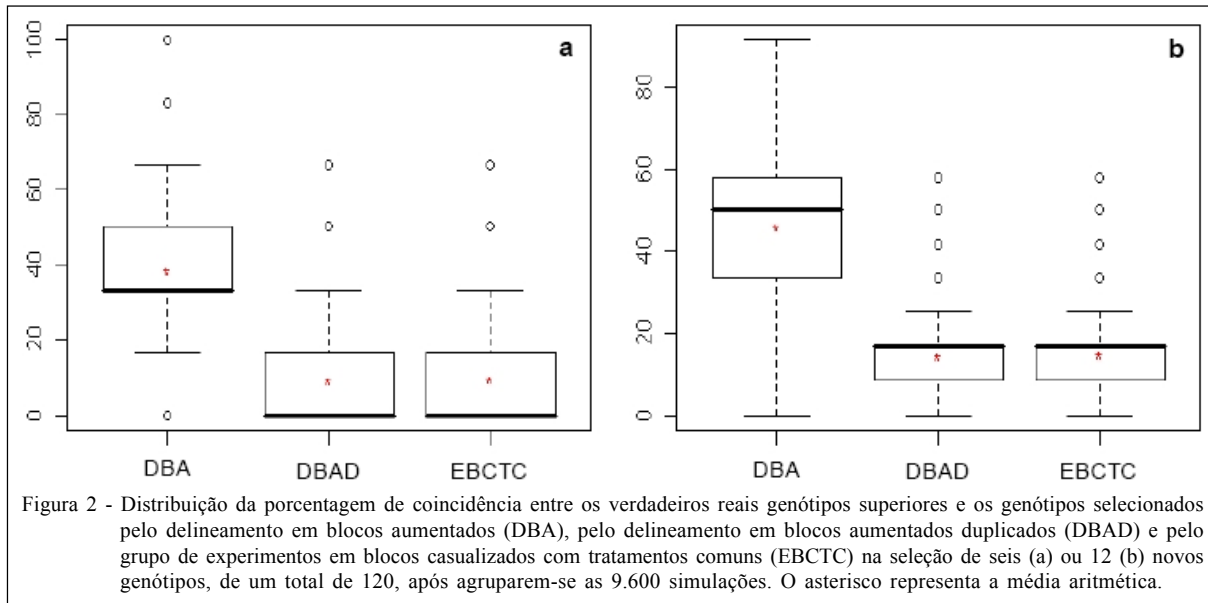 a
100
80
60
40
20
0
DBA DBAD EBCTC
b
80
60
40
20
0
DBA DBAD EBCTC
Figura 2 - Distribuição da porcentagem de coincidência entre os verdadeiros reais genótipos superiores e os genótipos selecionados
pelo delineamento em blocos aumentados (DBA), pelo delineamento em blocos aumentados duplicados (DBAD) e pelo
grupo de experimentos em blocos casualizados com tratamentos comuns (EBCTC) na seleção de seis (a) ou 12 (b) novos
genótipos, de um total de 120, após agruparem-se as 9.600 simulações. O asterisco representa a média aritmética.